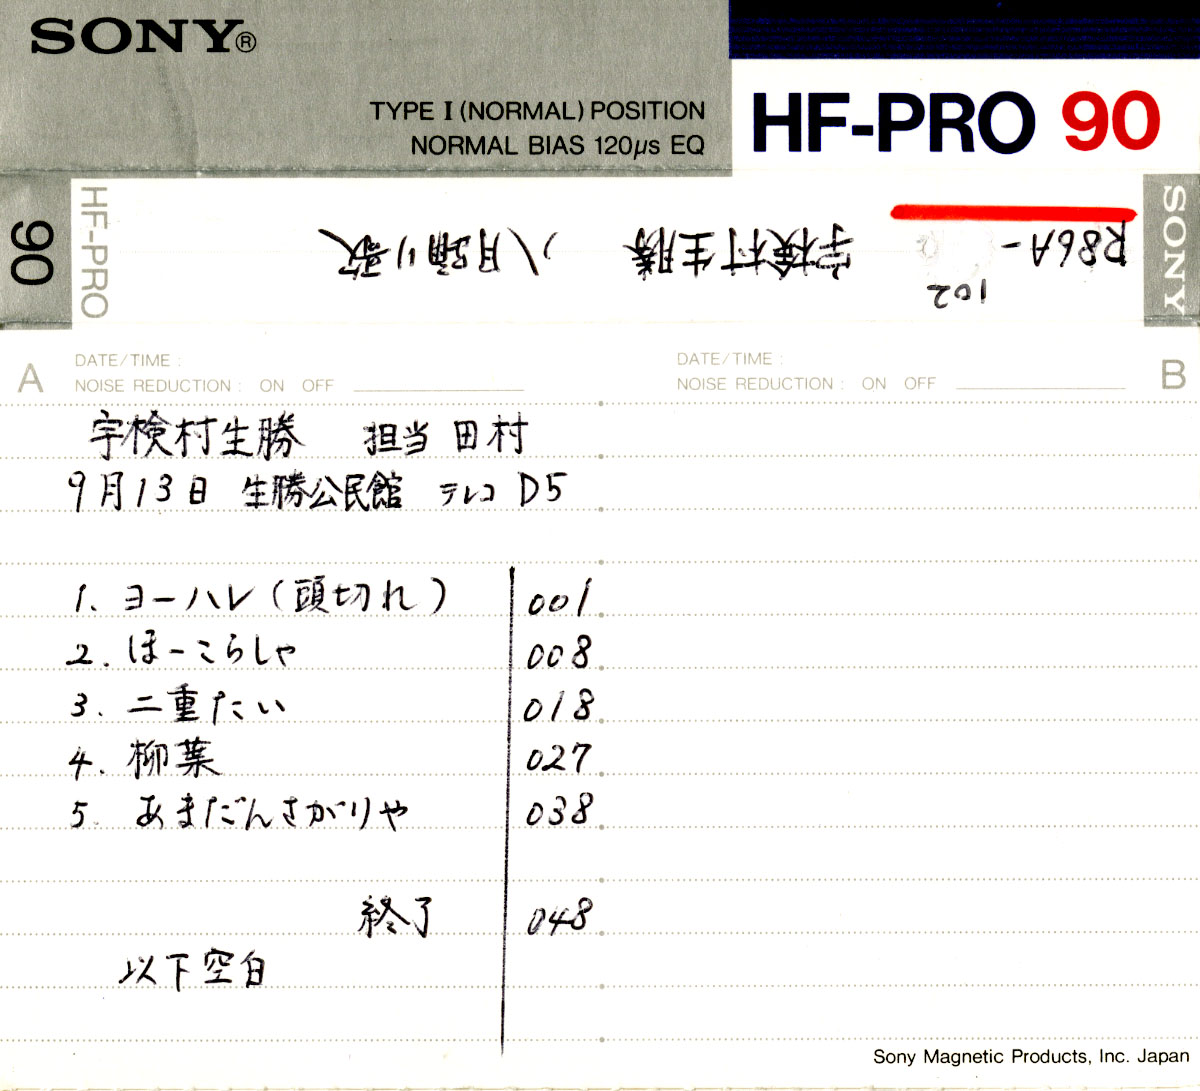 SONY®
TYPE I (NORMAL) POSITION
NORMAL BIAS 120μs EQ
HF-PRO 90
90
HF-PRO
R86A-102 宇検村生勝 八月踊り歌
SONY
A DATE/TIME :
NOISE REDUCTION : ON OFF
DATE/TIME : B
NOISE REDUCTION : ON OFF
宇検村生勝 担当 田村
9月13日 生勝公民館 テレコ D5
1. ヨーハレ(頭切れ) 001
2. ほーこらしゃ 008
3. 二重たい 018
4. 柳葉 027
5. あまだんさがりや 038
終了 048
以下空白
Sony Magnetic Products, Inc. Japan